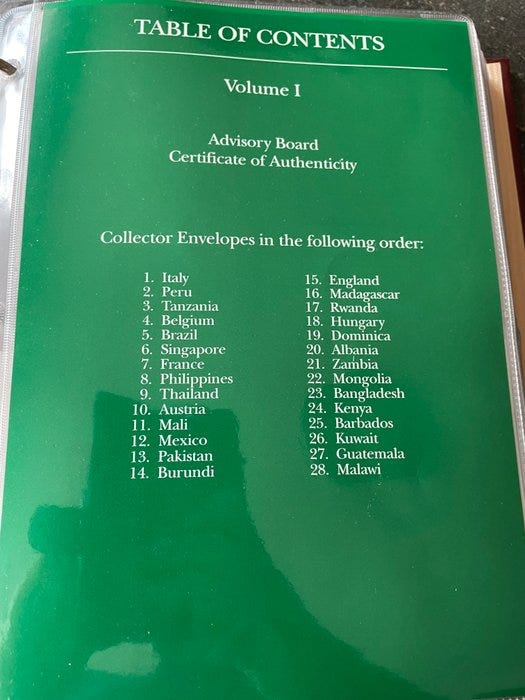 TABLE OF CONTENTS
Volume I
Advisory Board
Certificate of Authenticity
Collector Envelopes in the following order:
1. Italy
2. Peru
3. Tanzania
4. Belgium
5. Brazil
6. Singapore
7. France
8. Philippines
9. Thailand
10. Austria
11. Mali
12. Mexico
13. Pakistan
14. Burundi
15. England
16. Madagascar
17. Rwanda
18. Hungary
19. Dominica
20. Albania
21. Zambia
22. Mongolia
23. Bangladesh
24. Kenya
25. Barbados
26. Kuwait
27. Guatemala
28. Malawi